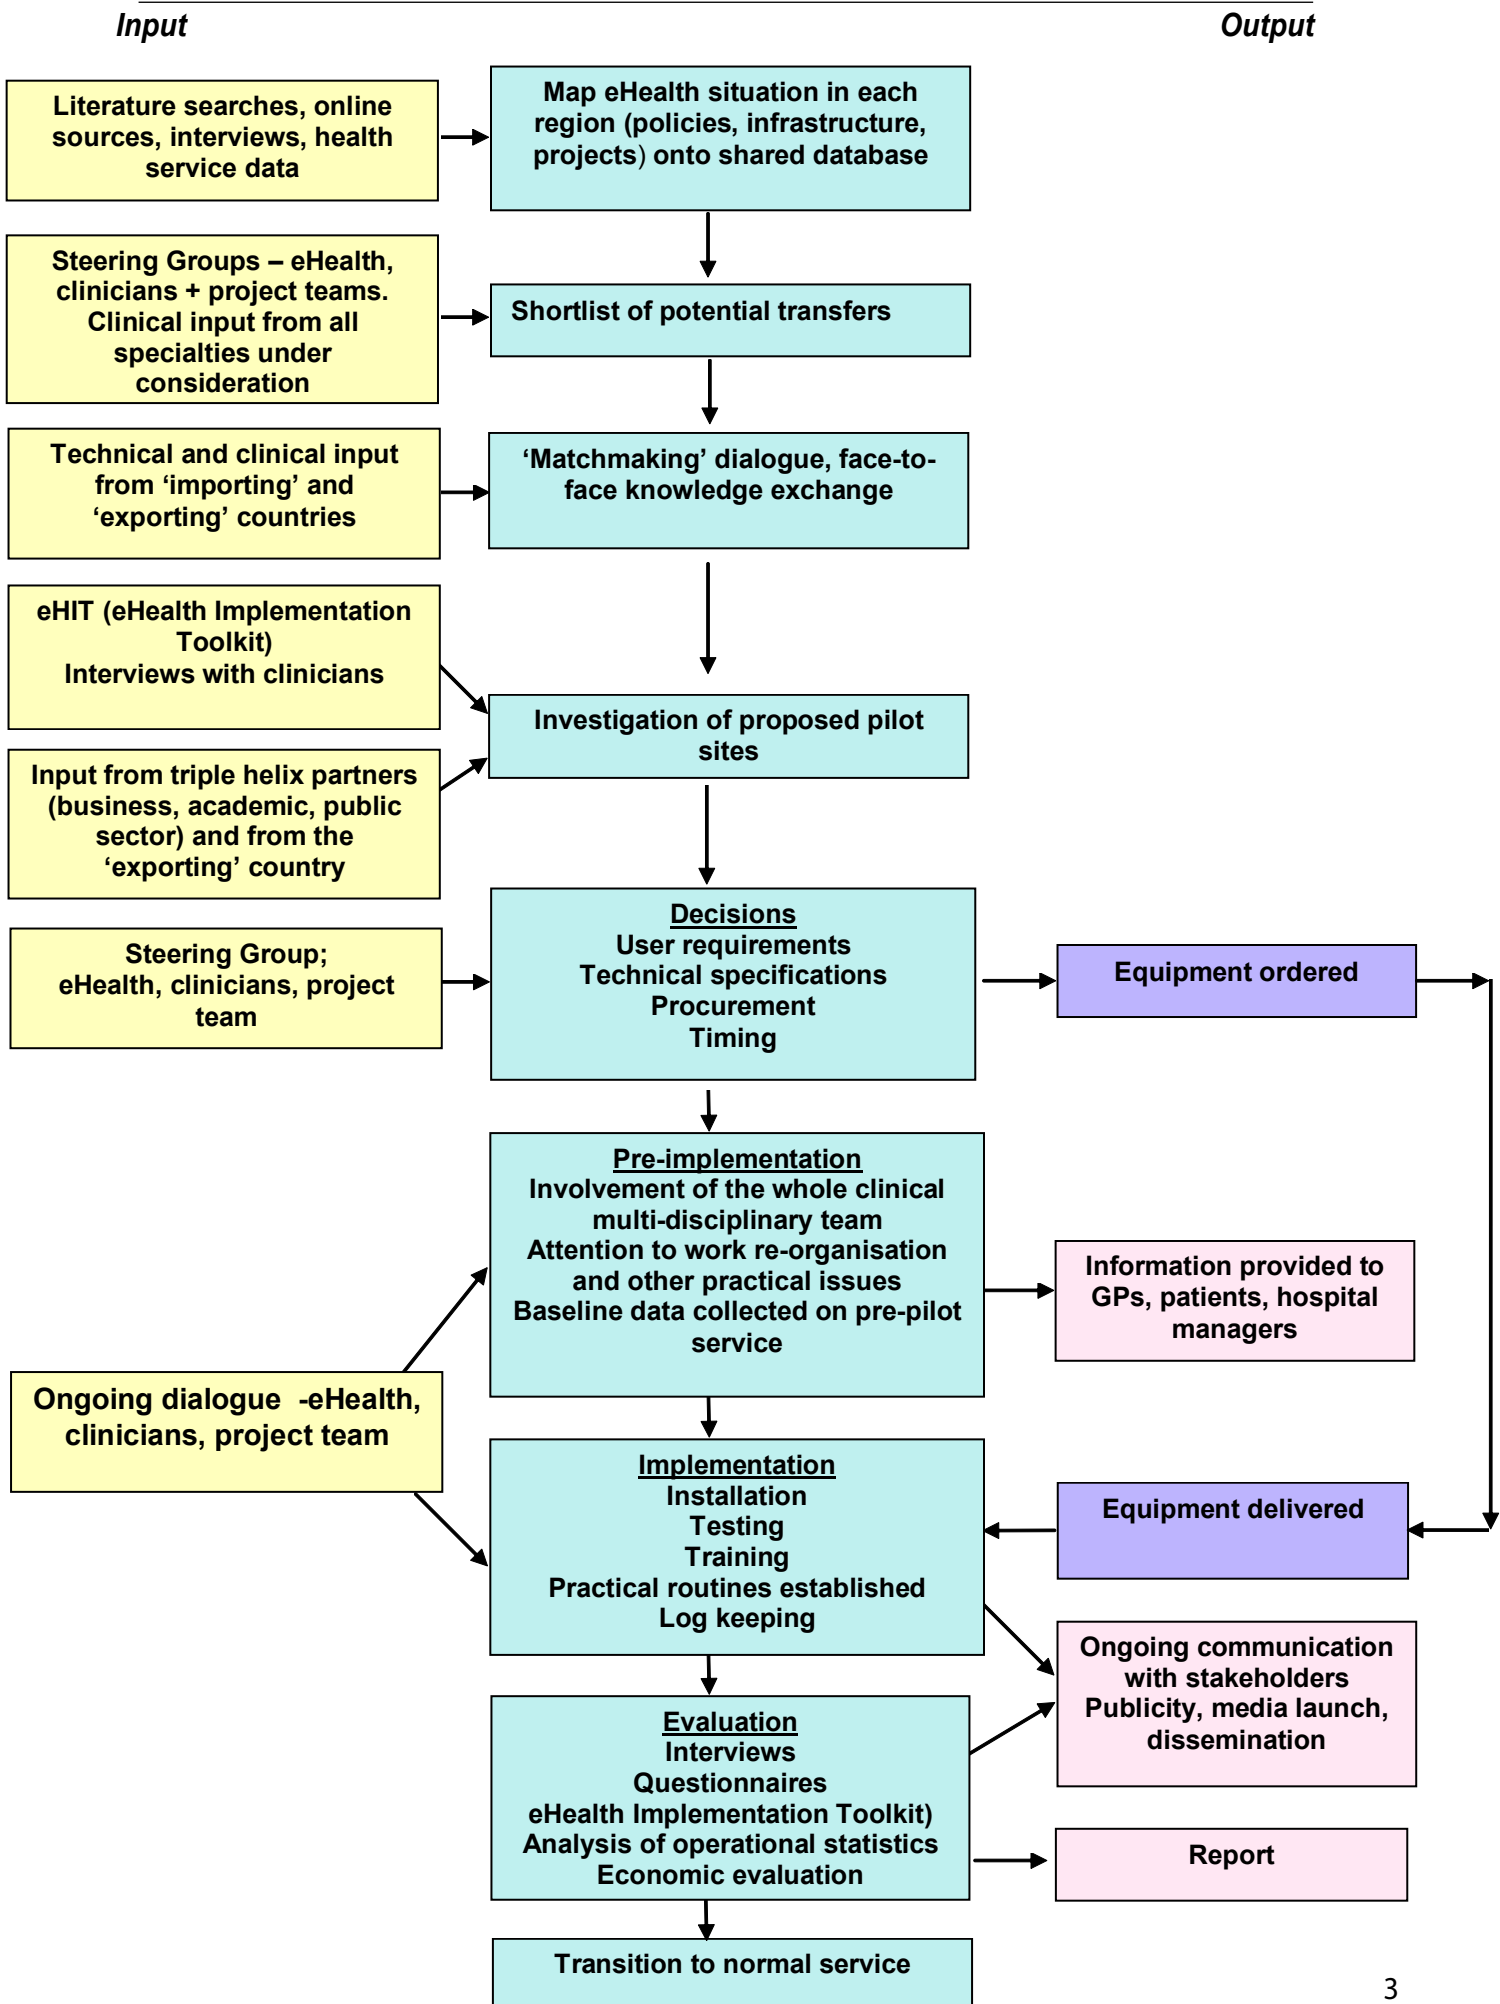 Input
Output
Literature searches, online
sources, interviews, health
service data
Map eHealth situation in each
region (policies, infrastructure,
projects) onto shared database
Steering Groups – eHealth,
clinicians + project teams.
Clinical input from all
specialties under
consideration
Shortlist of potential transfers
Technical and clinical input
from ‘importing’ and
‘exporting’ countries
‘Matchmaking’ dialogue, face-to-
face knowledge exchange
eHIT (eHealth Implementation
Toolkit)
Interviews with clinicians
Investigation of proposed pilot
sites
Input from triple helix partners
(business, academic, public
sector) and from the
‘exporting’ country
Steering Group;
eHealth, clinicians, project
team
Decisions
User requirements
Technical specifications
Procurement
Timing
Equipment ordered
Pre-implementation
Involvement of the whole clinical
multi-disciplinary team
Attention to work re-organisation
and other practical issues
Baseline data collected on pre-pilot
service
Information provided to
GPs, patients, hospital
managers
Ongoing dialogue  -eHealth,
clinicians, project team
Implementation
Installation
Testing
Training
Practical routines established
Log keeping
Equipment delivered
Ongoing communication
with stakeholders
Publicity, media launch,
dissemination
Evaluation
Interviews
Questionnaires
eHealth Implementation Toolkit)
Analysis of operational statistics
Economic evaluation
Report
Transition to normal service
3